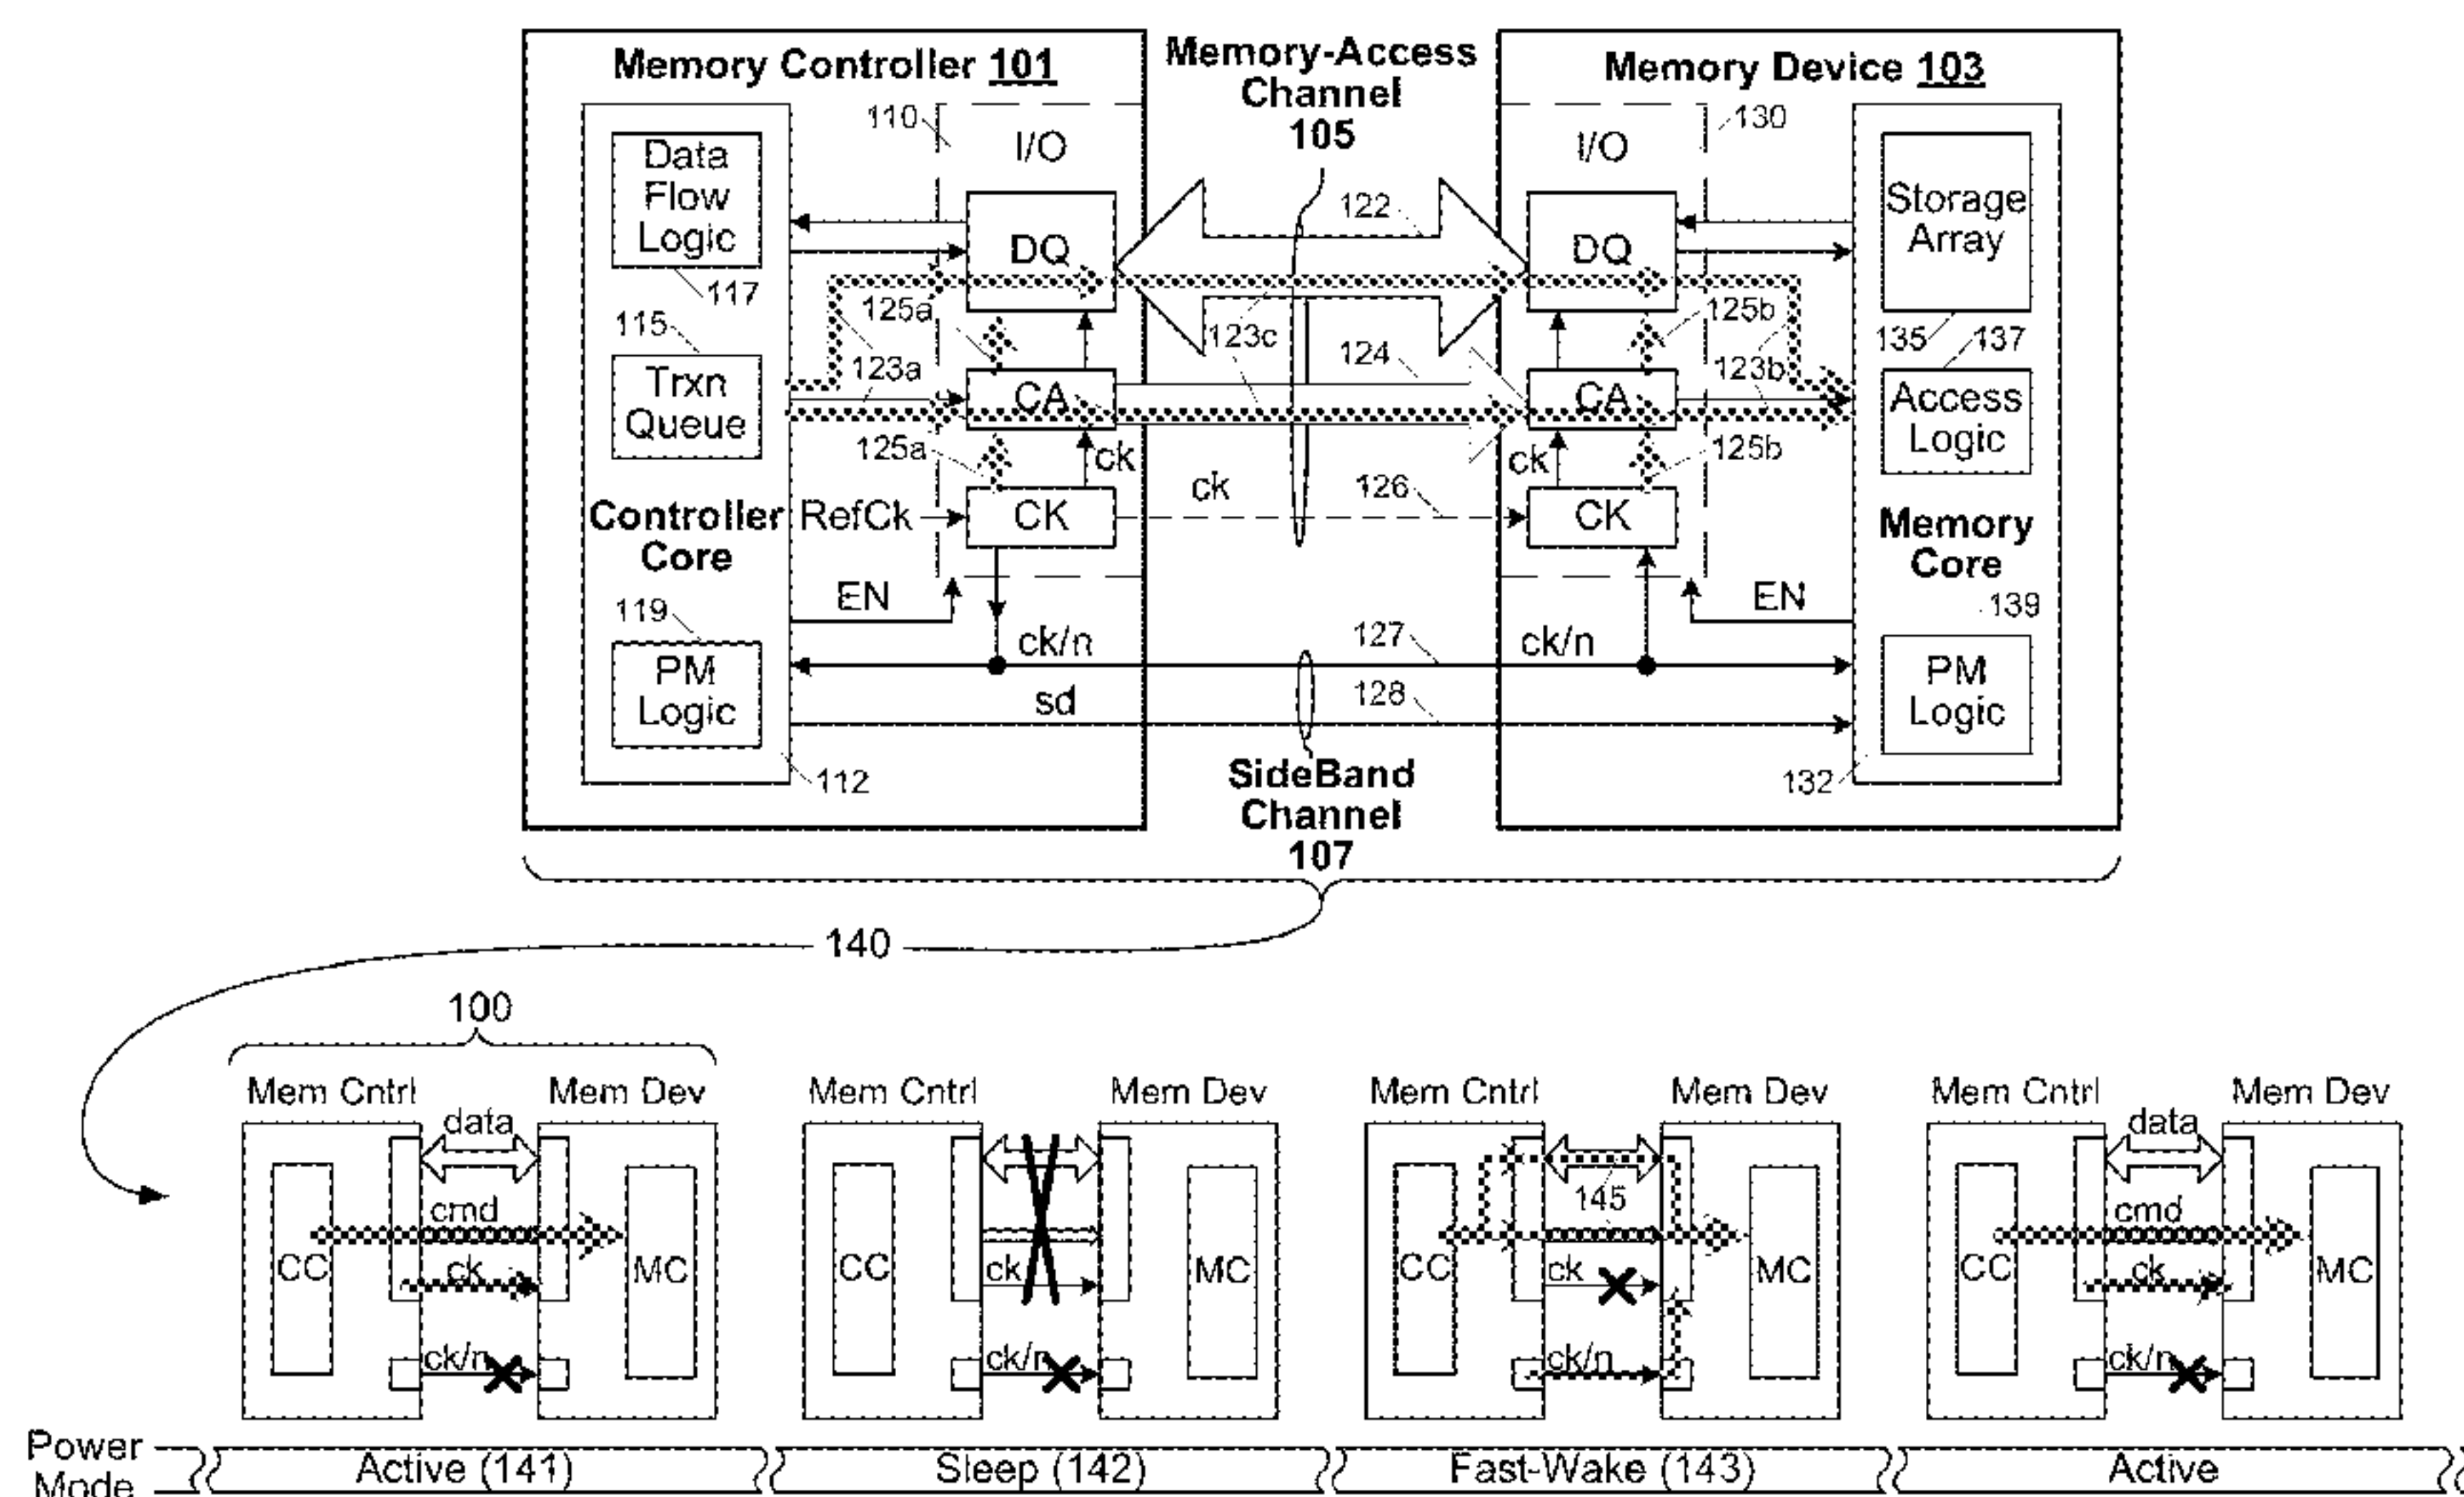 Memory Controller 101
Memory-Access
Channel
105
Memory Device 103
110
I/O
I/O
130
Data
Flow
Logic
117
DQ
122
DQ
Storage
Array
125a
123c
125b
135
137
115
Trxn
Queue
123a
CA
124
CA
123b
Access
Logic
125a
ck
ck
125b
Controller
Core
RefCk
CK
ck
126
CK
Memory
Core
EN
EN
139
119
PM
Logic
ck/n
127
ck/n
PM
Logic
sd
128
112
SideBand
Channel
107
132
140
100
Mem Cntrl
Mem Dev
Mem Cntrl
Mem Dev
Mem Cntrl
Mem Dev
Mem Cntrl
Mem Dev
data
data
145
cmd
cmd
CC
ck
MC
CC
ck
MC
CC
ck
MC
CC
ck
MC
ck/n
ck/n
ck/n
ck/n
Power
Mode
Active (141)
Sleep (142)
Fast-Wake (143)
Active